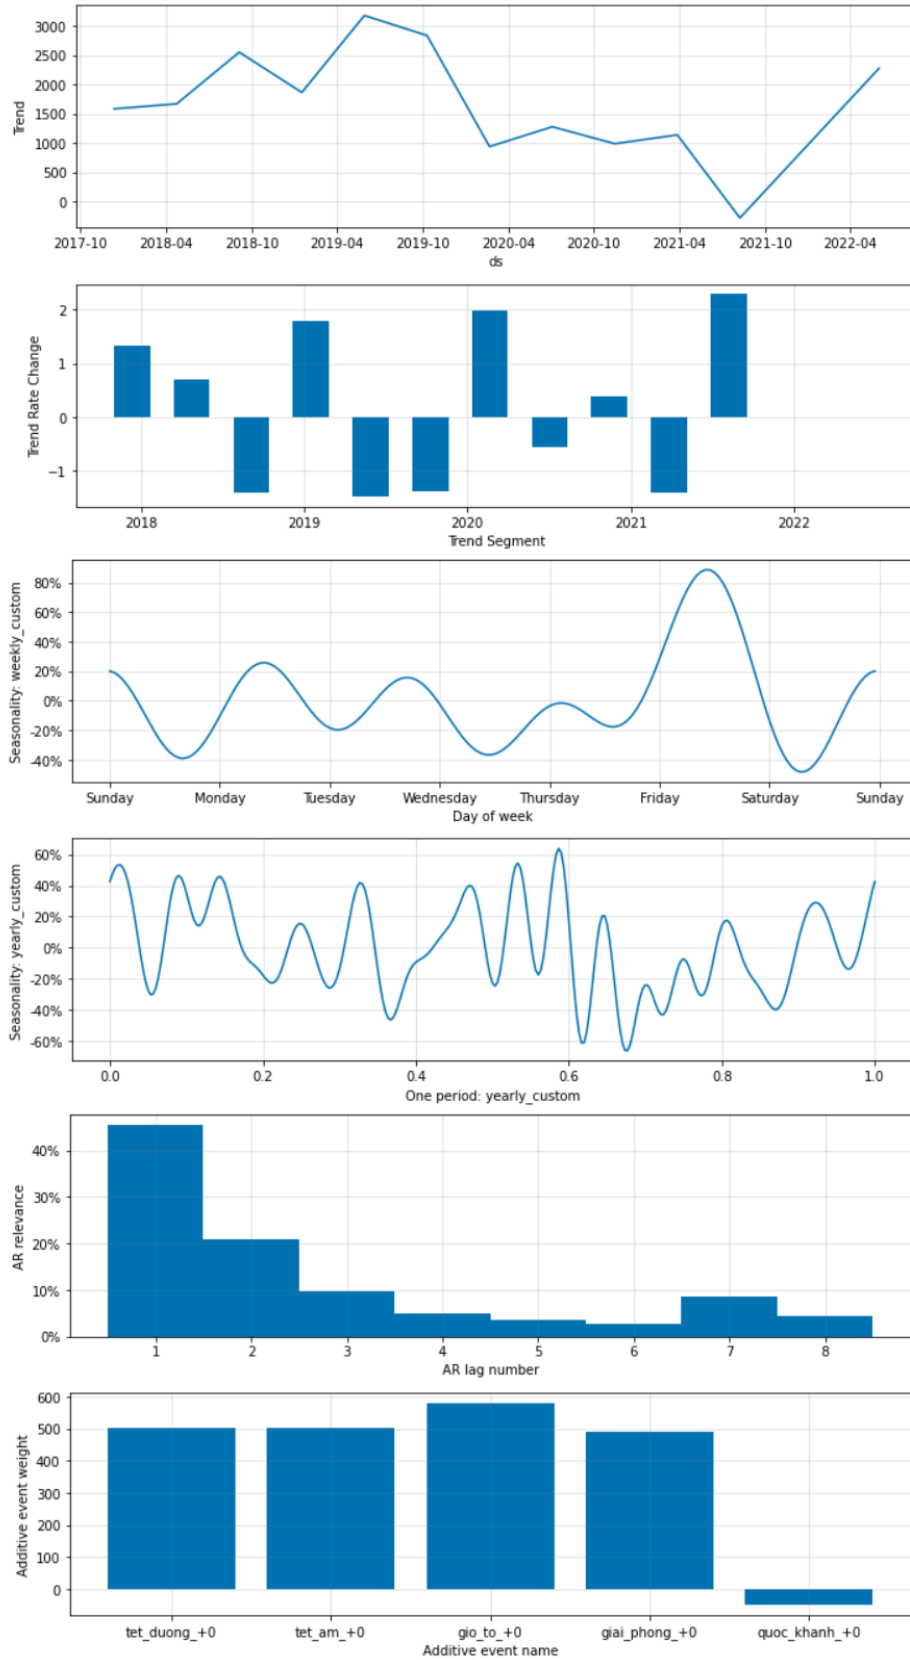 Trend
3000
2500
2000
1500
1000
500
0
2017-10 2018-04 2018-10 2019-04 2019-10 2020-04 2020-10 2021-04 2021-10 2022-04
ds
Trend Rate Change
2
1
0
−1
2018 2019 2020 2021 2022
Trend Segment
Seasonality: weekly_custom
80%
60%
40%
20%
0%
-20%
-40%
Sunday Monday Tuesday Wednesday Thursday Friday Saturday Sunday
Day of week
Seasonality: yearly_custom
60%
40%
20%
0%
-20%
-40%
-60%
0.0 0.2 0.4 0.6 0.8 1.0
One period: yearly_custom
AR relevance
40%
30%
20%
10%
0%
1 2 3 4 5 6 7 8
AR lag number
Additive event weight
600
500
400
300
200
100
0
tet_duong_+0 tet_am_+0 gio_to_+0 giai_phong_+0 quoc_khanh_+0
Additive event name